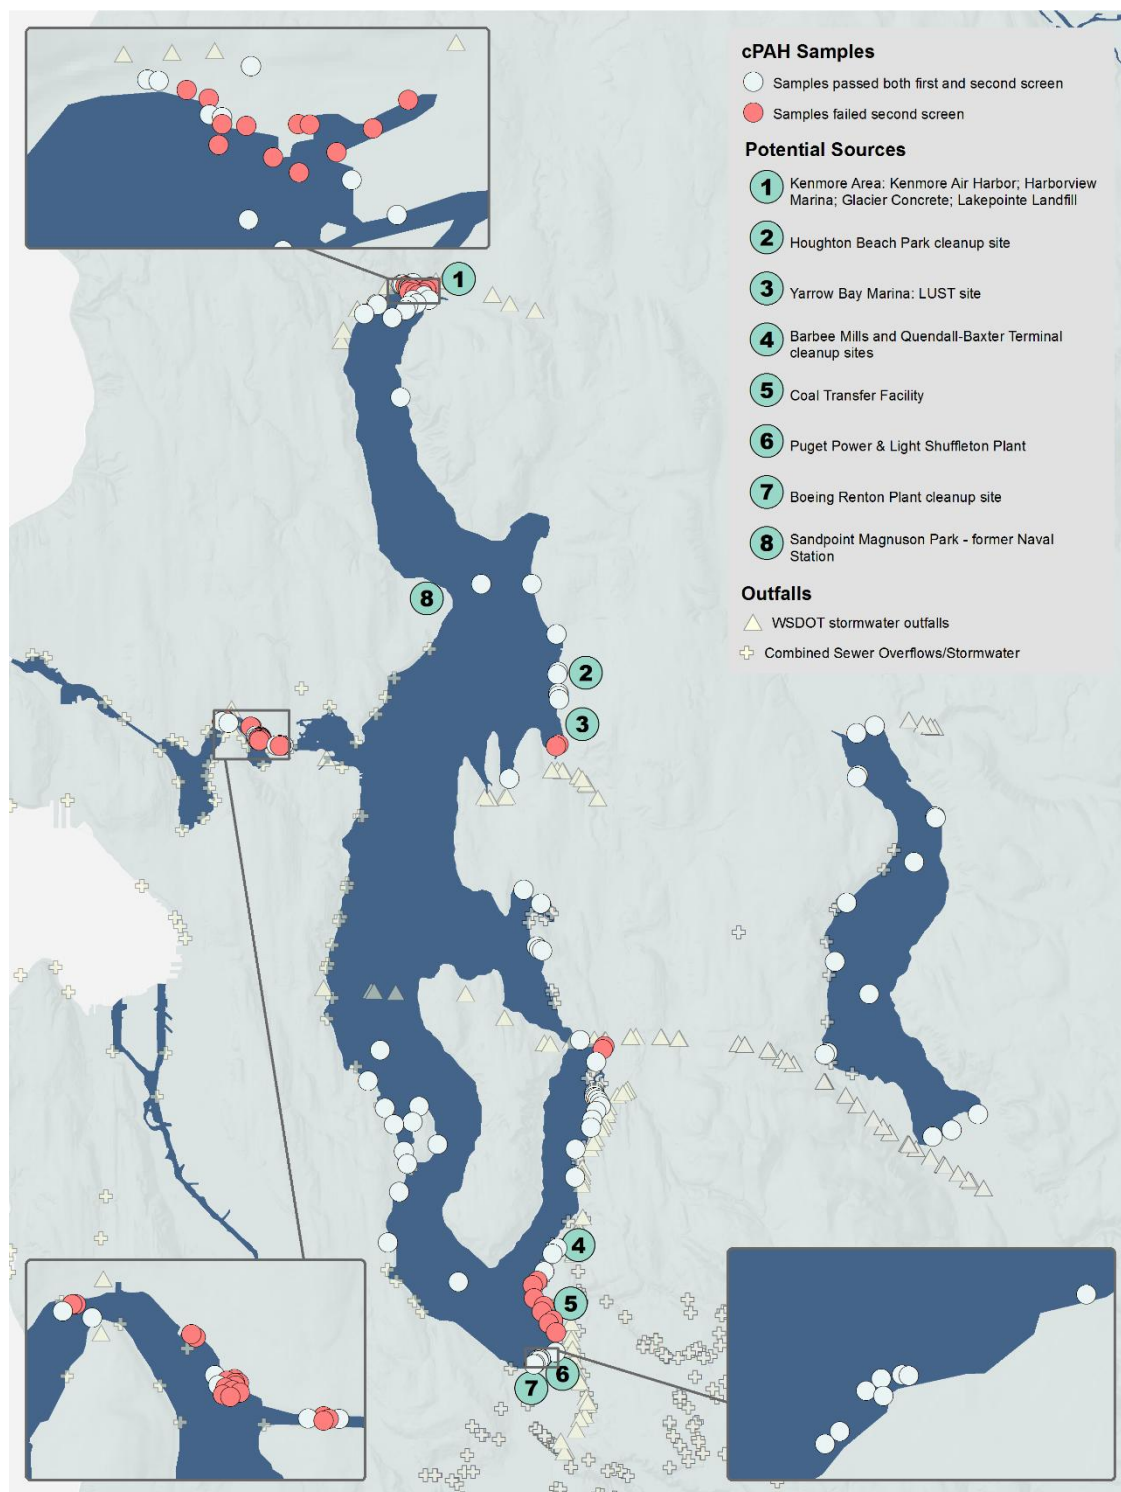 cPAH Samples
Samples passed both first and second screen
Samples failed second screen
Potential Sources
1 Kenmore Area: Kenmore Air Harbor; Harborview
Marina; Glacier Concrete; Lakepointe Landfill
2 Houghton Beach Park cleanup site
3 Yarrow Bay Marina: LUST site
4 Barbee Mills and Quendall-Baxter Terminal
cleanup sites
5 Coal Transfer Facility
6 Puget Power & Light Shuffleton Plant
7 Boeing Renton Plant cleanup site
8 Sandpoint Magnuson Park - former Naval
Station
Outfalls
WSDOT stormwater outfalls
Combined Sewer Overflows/Stormwater
1
8
2
3
4
5
6
7